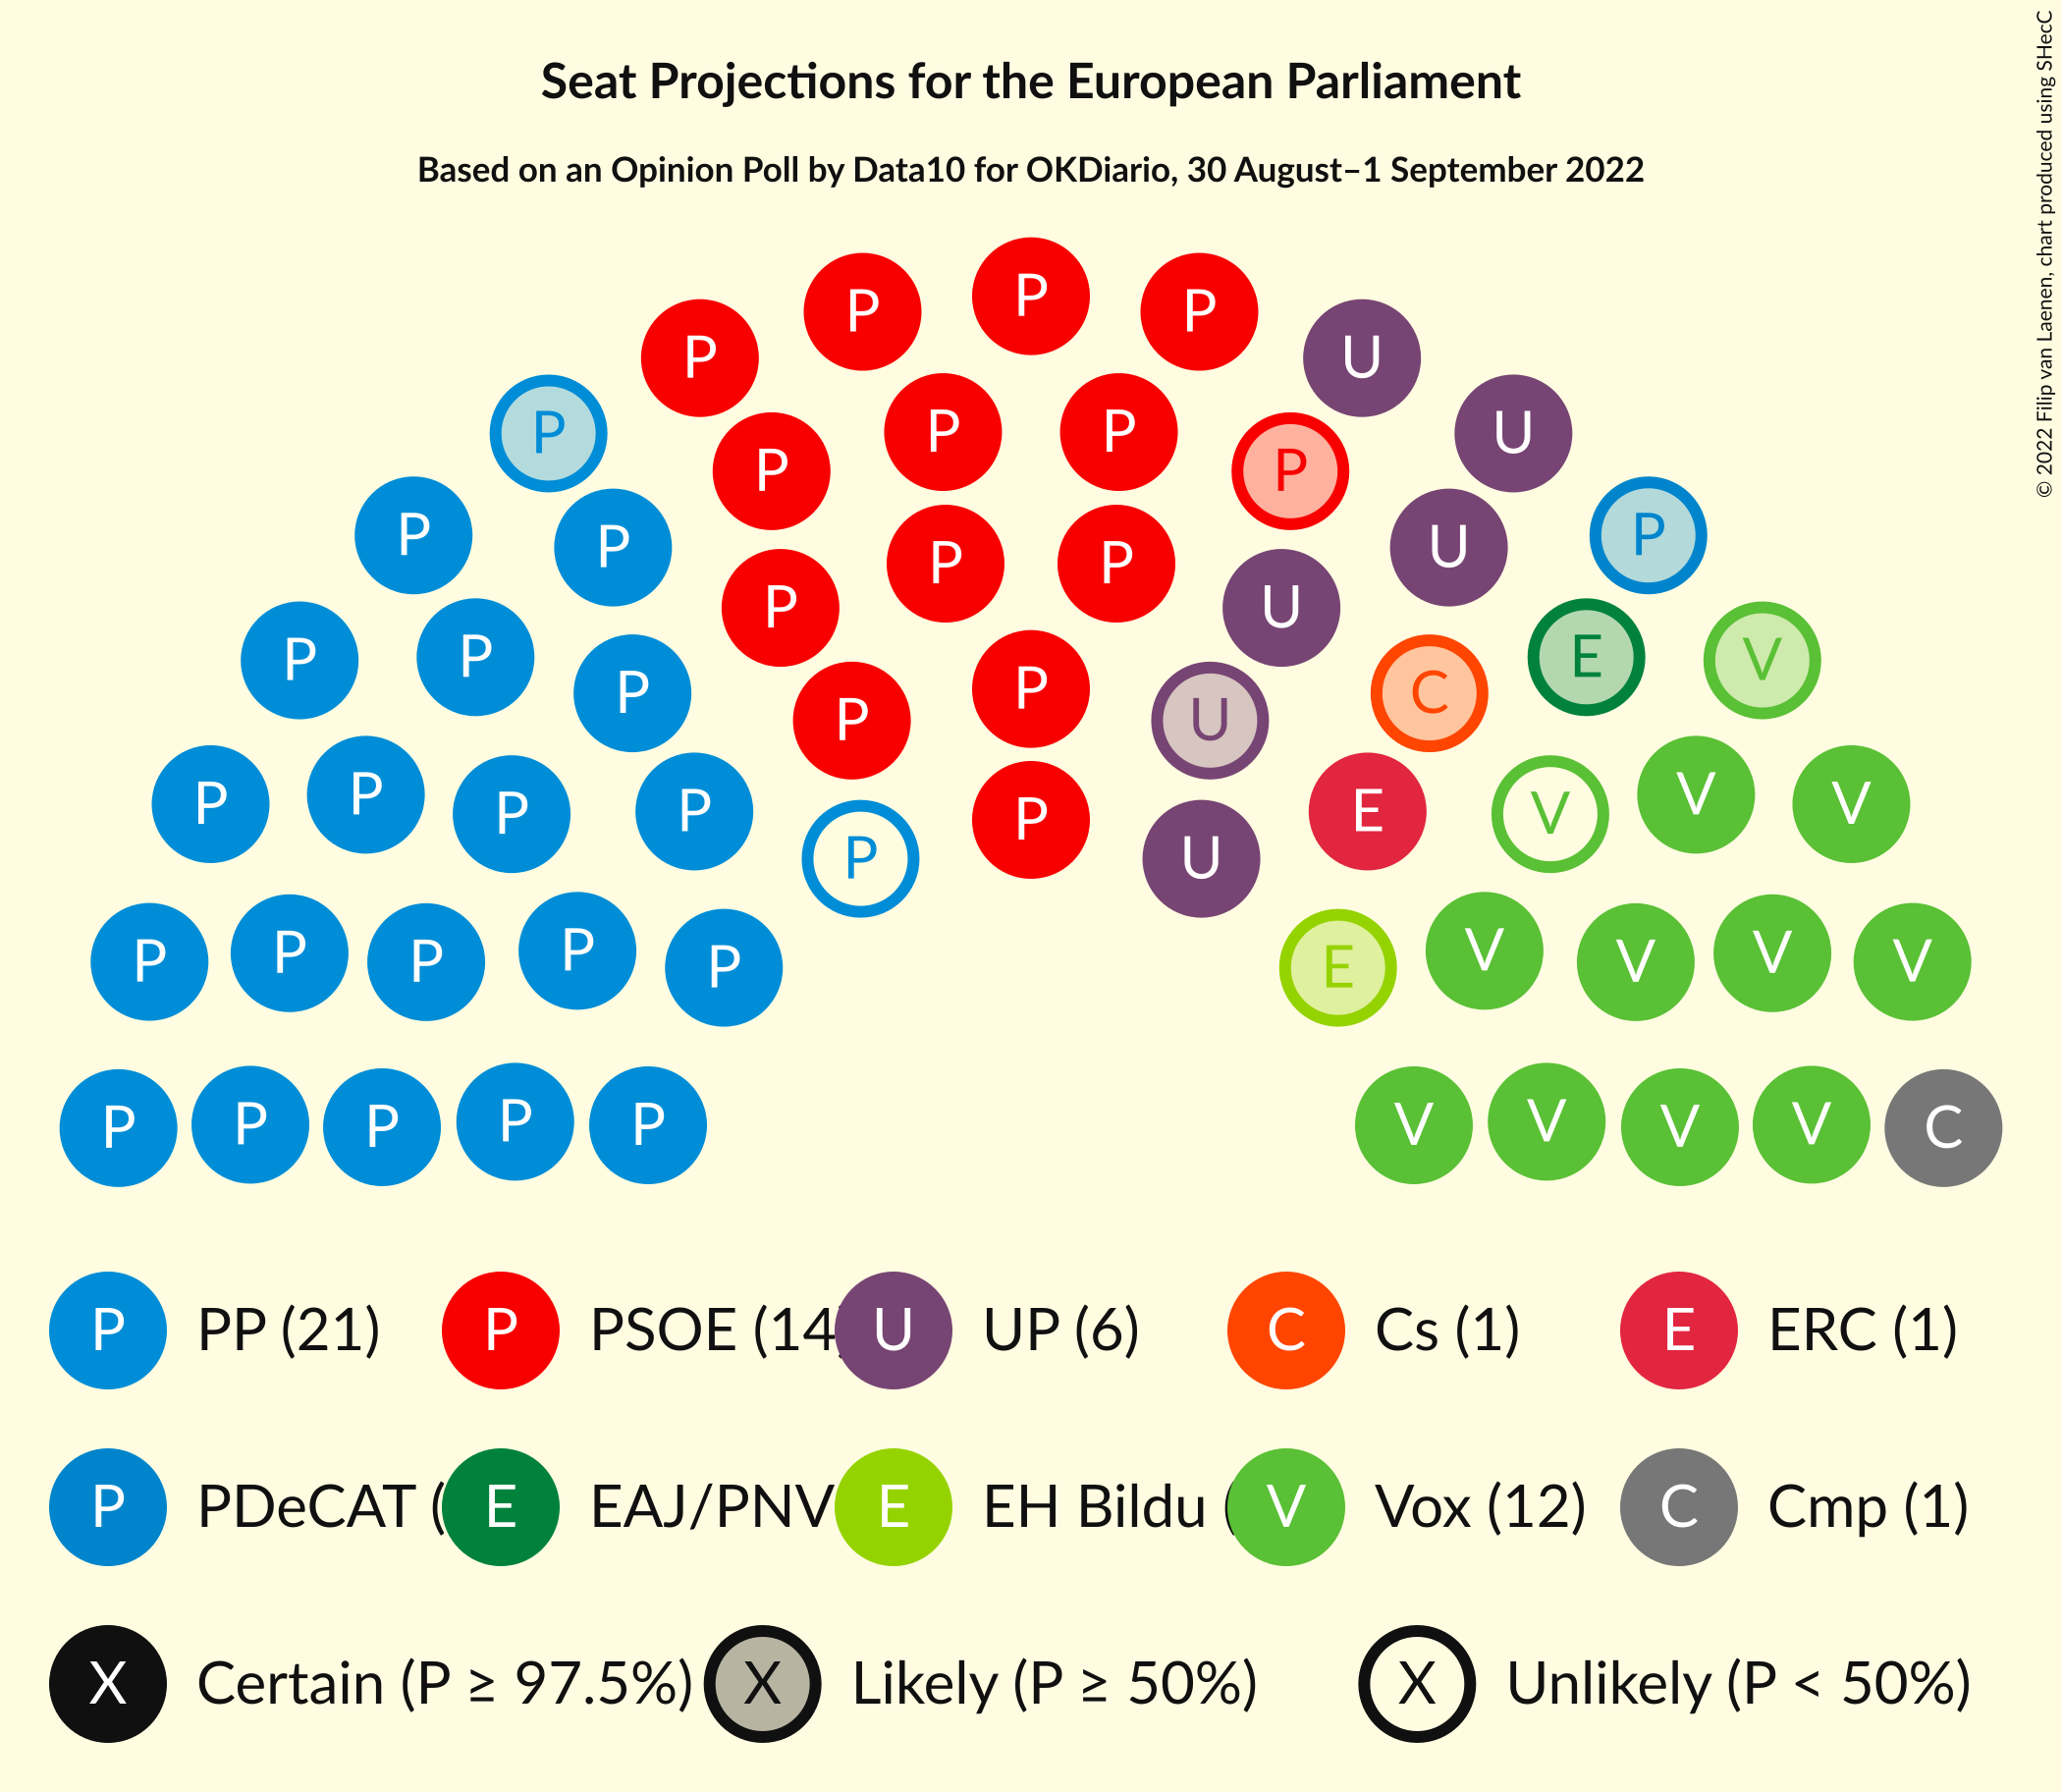 Seat Projections for the European Parliament
Based on an Opinion Poll by Data10 for OKDiario, 30 August–1 September 2022
© 2022 Filip van Laenen, chart produced using SHecC
P
P P
P P
P P P U
P U
P P P P U
P P
P P P P U
P P E V
P P C
P U
P P V V
P P P E V
P U
P P V V
P P P E V V V
P P P P P V V V V C
P PP (21) P PSOE (14 U UP (6) C Cs (1) E ERC (1)
P PDeCAT ( E EAJ/PNV E EH Bildu ( V Vox (12) C Cmp (1)
X Certain (P ≥ 97.5%) X Likely (P ≥ 50%) X Unlikely (P < 50%)